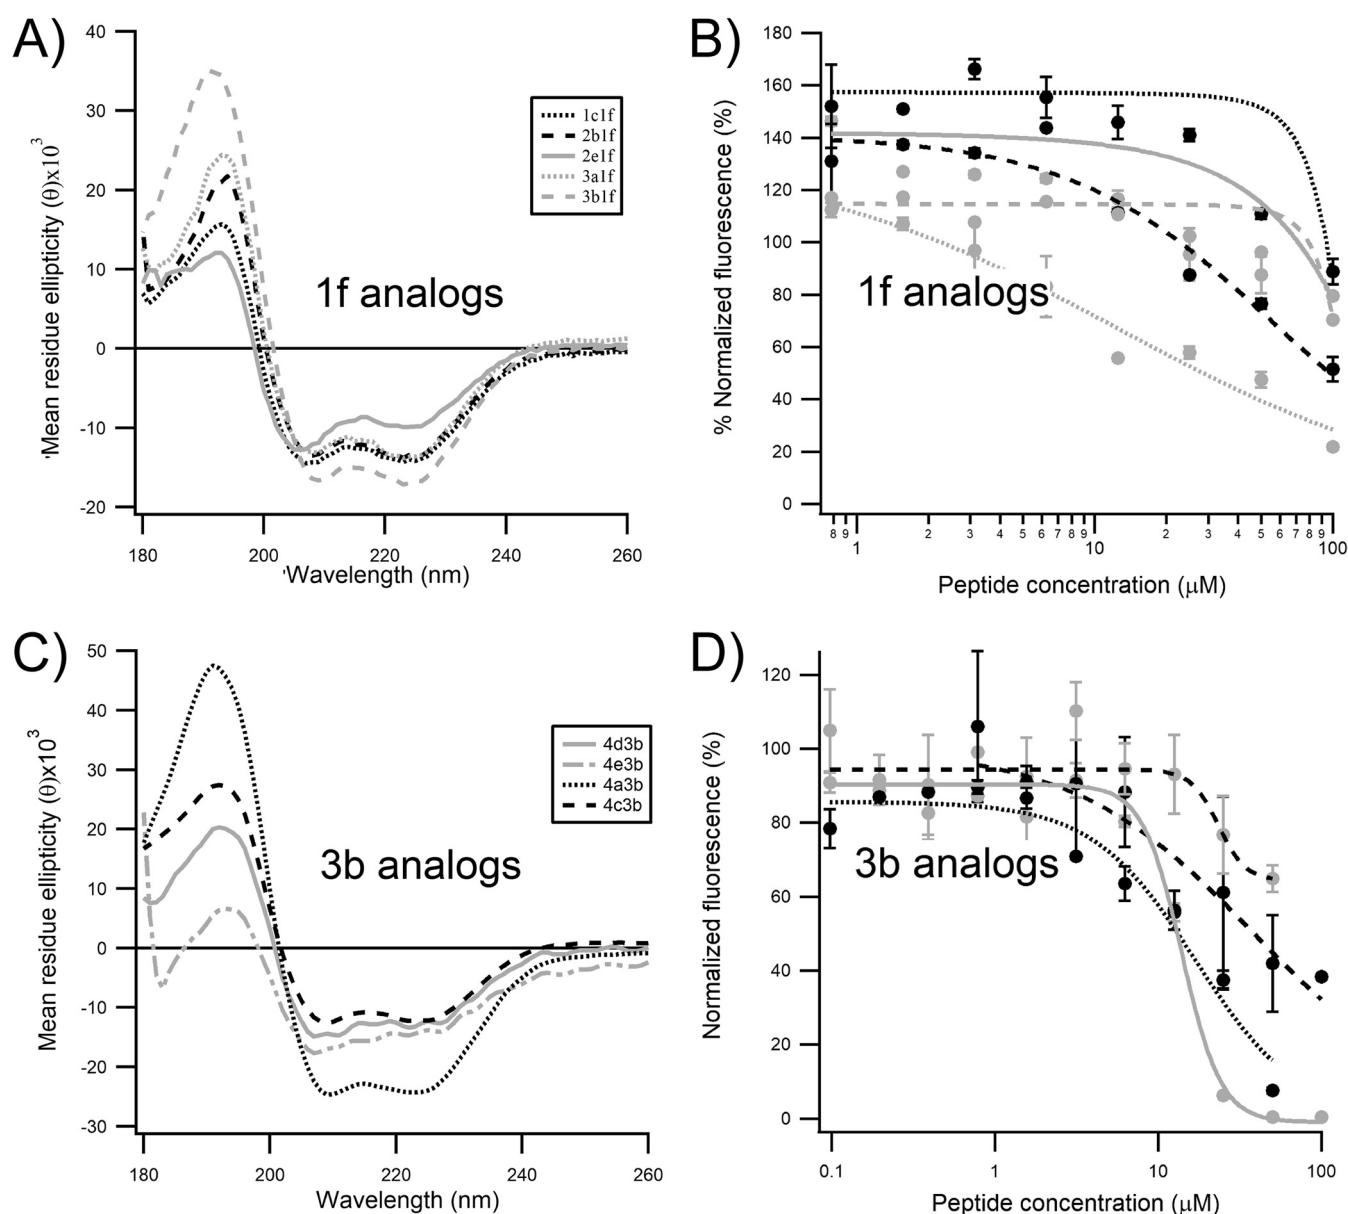 A)
'Mean residue ellipticity (θ)x10³
40
30
20
10
0
-10
-20
180
200
220
240
260
'Wavelength (nm)
1c1f
2b1f
2e1f
3a1f
3b1f
1f analogs
B)
% Normalized fluorescence (%)
180
160
140
120
100
80
60
40
20
0
8 9 2 3 4 5 6 7 8 9 2 3 4 5 6 7 8 9
1 10 100
Peptide concentration (μM)
1f analogs
C)
Mean residue ellipticity (θ)x10³
50
40
30
20
10
0
-10
-20
-30
180
200
220
240
260
Wavelength (nm)
4d3b
4e3b
4a3b
4c3b
3b analogs
D)
Normalized fluorescence (%)
120
100
80
60
40
20
0
0.1
1
10
100
Peptide concentration (μM)
3b analogs